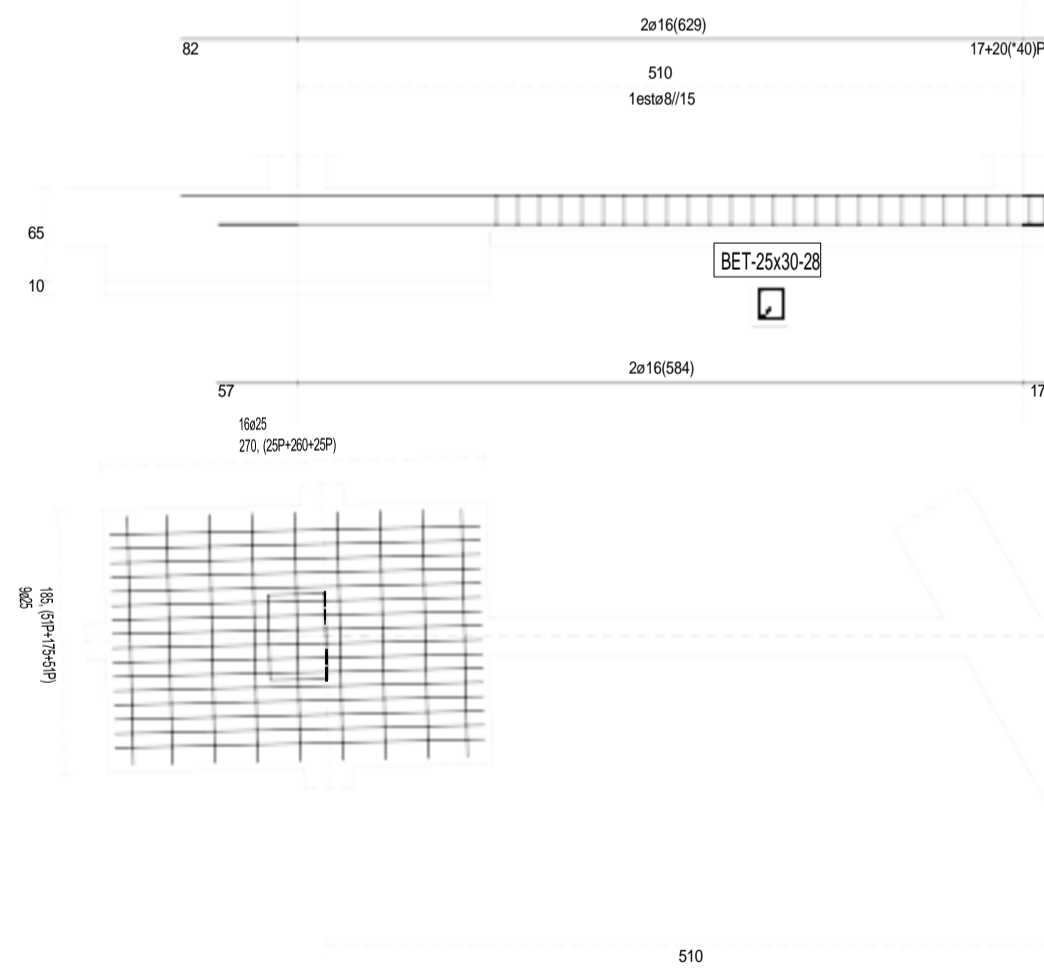 2ø16(629)
82
17+20(*40)P
510
1estø8//15
65
10
BET-25x30-28
2ø16(584)
57
17
16ø25
270, (25P+260+25P)
185, (51P+175+51P)
9ø25
510